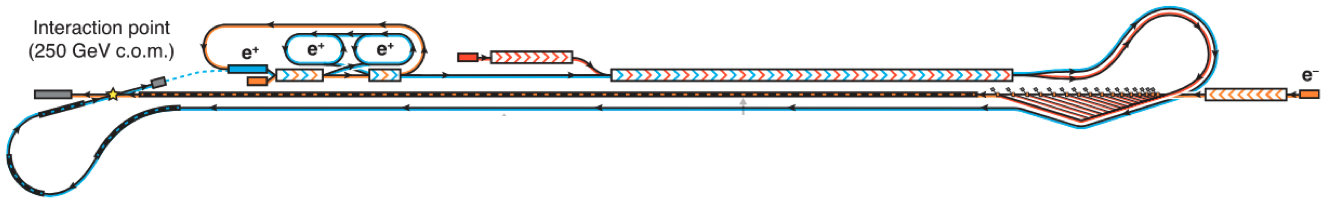 Interaction point
(250 GeV c.o.m.)
e⁺
e⁺
e⁺
e⁻